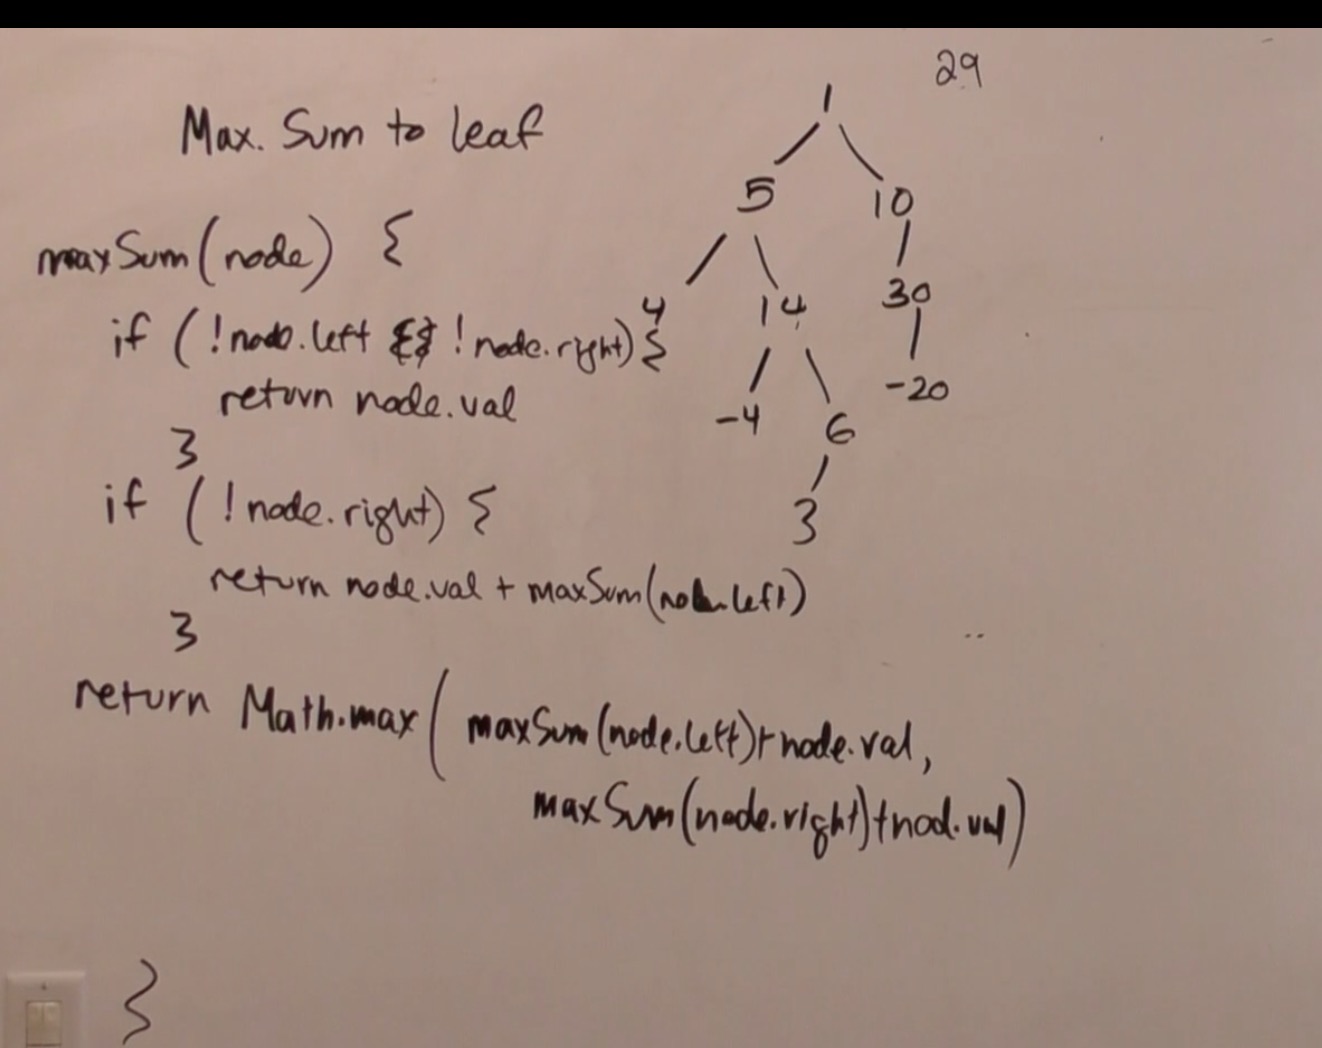 29
Max. Sum to leaf
1
5 10
maxSum(node) {
4 14 30
if (!node.left && !node.right) {
-4 6 -20
return node.val
}
3
if (!node.right) {
return node.val + maxSum(node.left)
}
return Math.max( maxSum(node.left)+node.val,
maxSum(node.right)+nod.val)
}